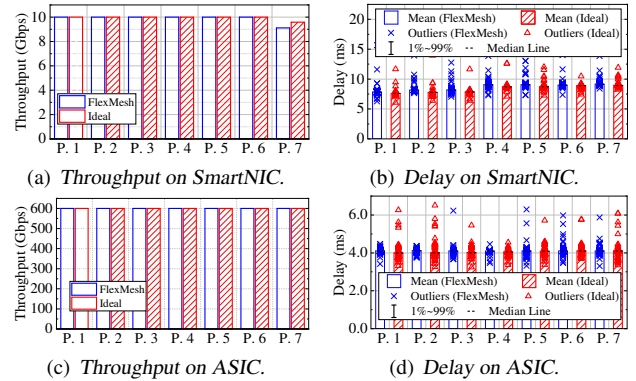 Throughput (Gbps)
10
8
6
4
2
0
FlexMesh
Ideal
P. 1 P. 2 P. 3 P. 4 P. 5 P. 6 P. 7
(a) Throughput on SmartNIC.
Delay (ms)
20
15
10
5
0
Mean (FlexMesh) Mean (Ideal)
Outliers (FlexMesh) Outliers (Ideal)
1%~99% Median Line
P. 1 P. 2 P. 3 P. 4 P. 5 P. 6 P. 7
(b) Delay on SmartNIC.
Throughput (Gbps)
600
500
400
300
200
100
0
FlexMesh
Ideal
P. 1 P. 2 P. 3 P. 4 P. 5 P. 6 P. 7
(c) Throughput on ASIC.
Delay (ms)
6.0
4.0
2.0
0.0
Mean (FlexMesh) Mean (Ideal)
Outliers (FlexMesh) Outliers (Ideal)
1%~99% Median Line
P. 1 P. 2 P. 3 P. 4 P. 5 P. 6 P. 7
(d) Delay on ASIC.